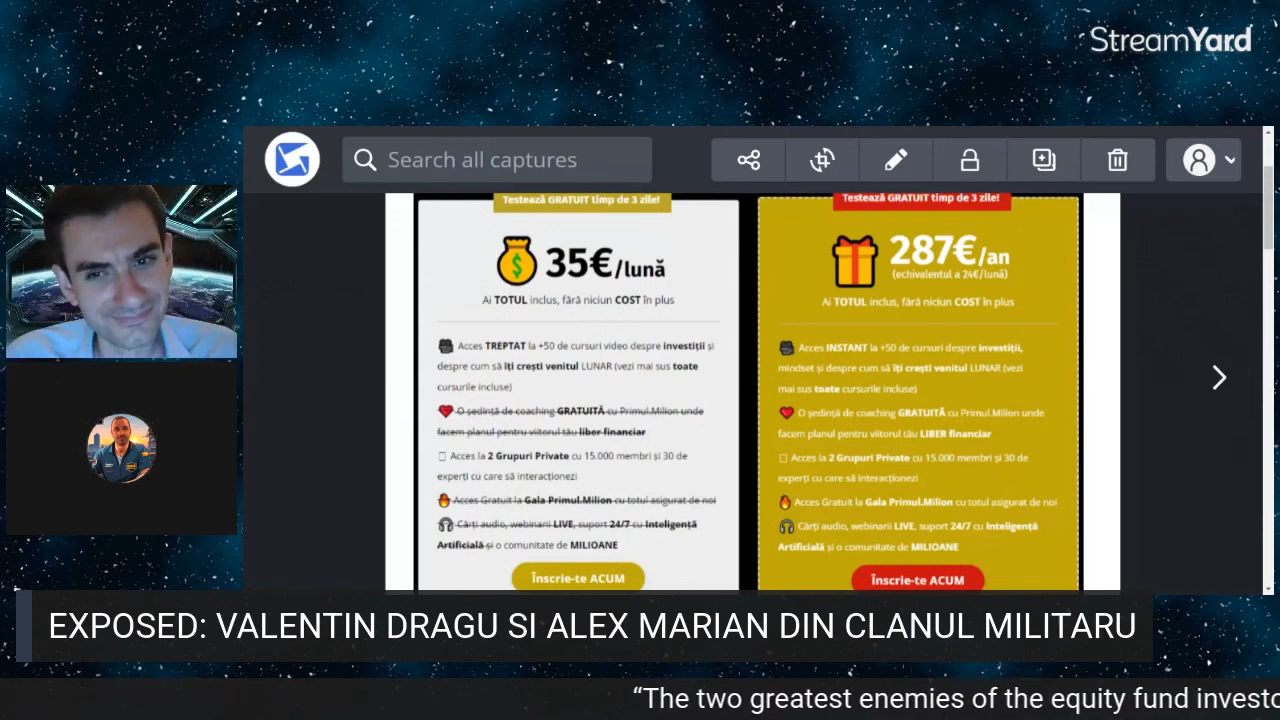 StreamYard
Search all captures
Testează GRATUIT timp de 3 zile!
35€/lună
Ai TOTUL inclus, fără niciun COST în plus
Acces TREPTAT la +50 de cursuri video despre investiții și
despre cum să îți crești venitul LUNAR (vezi mai sus toate
cursurile incluse)
O ședință de coaching GRATUITĂ cu Primul.Milion unde
facem planul pentru viitorul tău liber financiar
Acces la 2 Grupuri Private cu 15.000 membri și 30 de
experți cu care să interacționezi
Acces Gratuit la Gala Primul.Milion cu totul asigurat de noi
Cărți audio, webinarii LIVE, suport 24/7 cu Inteligență
Artificială și o comunitate de MILIOANE
Înscrie-te ACUM
Testează GRATUIT timp de 3 zile!
287€/an
(echivalentul a 24€/lună)
Ai TOTUL inclus, fără niciun COST în plus
Acces INSTANT la +50 de cursuri despre investiții,
mindset și despre cum să îți crești venitul LUNAR (vezi
mai sus toate cursurile incluse)
O ședință de coaching GRATUITĂ cu Primul.Milion unde
facem planul pentru viitorul tău LIBER financiar
Acces la 2 Grupuri Private cu 15.000 membri și 30 de
experți cu care să interacționezi
Acces Gratuit la Gala Primul.Milion cu totul asigurat de noi
Cărți audio, webinarii LIVE, suport 24/7 cu Inteligență
Artificială și o comunitate de MILIOANE
Înscrie-te ACUM
EXPOSED: VALENTIN DRAGU SI ALEX MARIAN DIN CLANUL MILITARU
“The two greatest enemies of the equity fund investo